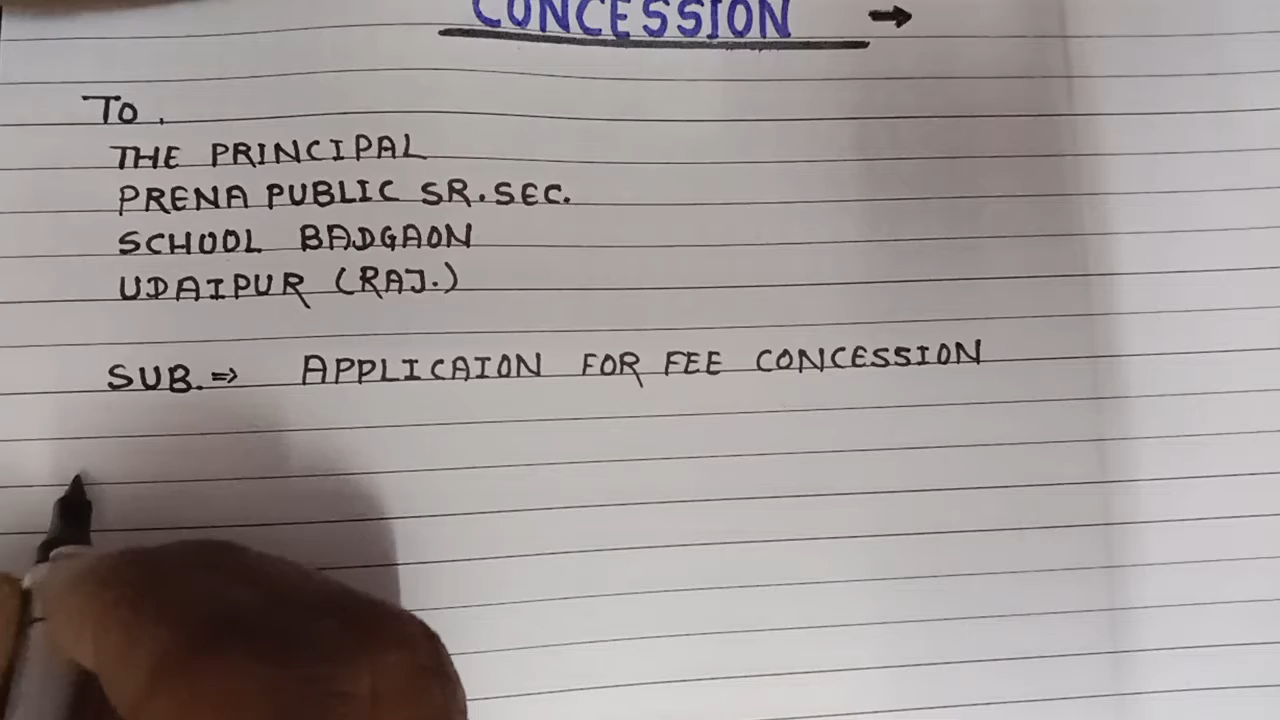 CONCESSION →
TO,
THE PRINCIPAL
PRENA PUBLIC SR.SEC.
SCHOOL BADGAON
UDAIPUR (RAJ.)
SUB.⇒ APPLICAION FOR FEE CONCESSION